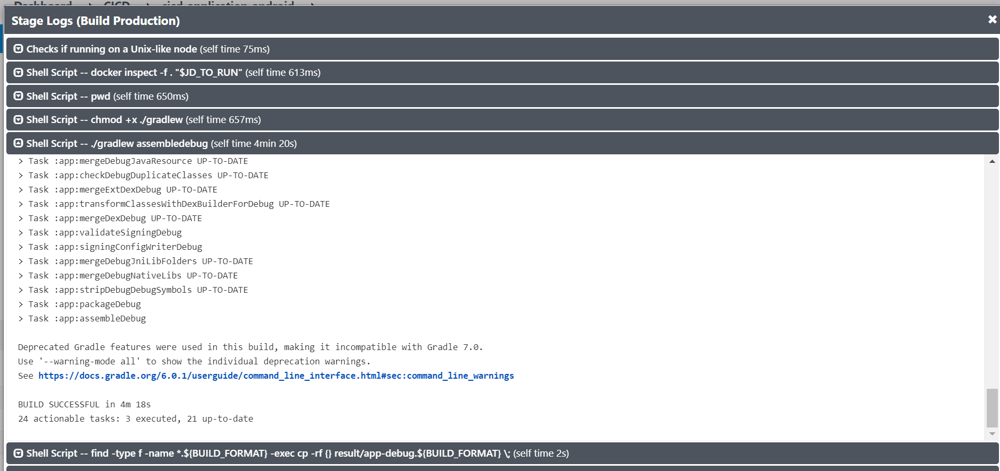 Dashboard CICD cicd-application-android
Stage Logs (Build Production)
Checks if running on a Unix-like node (self time 75ms)
Shell Script -- docker inspect -f . "$JD_TO_RUN" (self time 613ms)
Shell Script -- pwd (self time 650ms)
Shell Script -- chmod +x ./gradlew (self time 657ms)
Shell Script -- ./gradlew assembledebug (self time 4min 20s)
> Task :app:mergeDebugJavaResource UP-TO-DATE
> Task :app:checkDebugDuplicateClasses UP-TO-DATE
> Task :app:mergeExtDexDebug UP-TO-DATE
> Task :app:transformClassesWithDexBuilderForDebug UP-TO-DATE
> Task :app:mergeDexDebug UP-TO-DATE
> Task :app:validateSigningDebug
> Task :app:signingConfigWriterDebug
> Task :app:mergeDebugJniLibFolders UP-TO-DATE
> Task :app:mergeDebugNativeLibs UP-TO-DATE
> Task :app:stripDebugDebugSymbols UP-TO-DATE
> Task :app:packageDebug
> Task :app:assembleDebug
Deprecated Gradle features were used in this build, making it incompatible with Gradle 7.0.
Use '--warning-mode all' to show the individual deprecation warnings.
See https://docs.gradle.org/6.0.1/userguide/command_line_interface.html#sec:command_line_warnings
BUILD SUCCESSFUL in 4m 18s
24 actionable tasks: 3 executed, 21 up-to-date
Shell Script -- find -type f -name *.${BUILD_FORMAT} -exec cp -rf {} result/app-debug.${BUILD_FORMAT} \; (self time 2s)